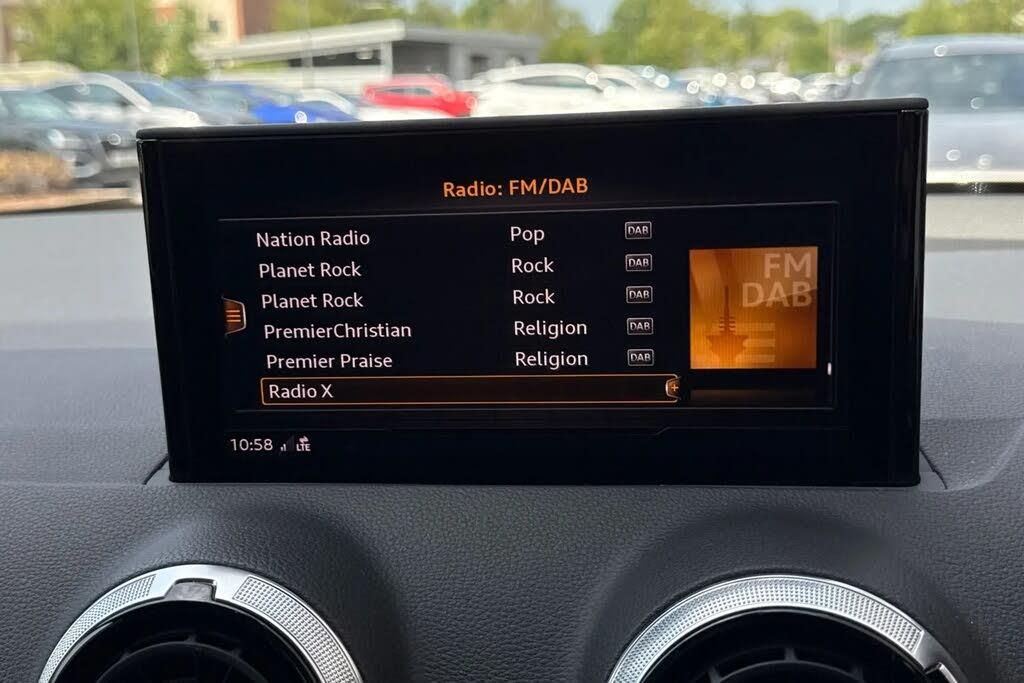 Radio: FM/DAB
Nation Radio Pop DAB
Planet Rock Rock DAB
Planet Rock Rock DAB
PremierChristian Religion DAB
Premier Praise Religion DAB
Radio X
FM
DAB
10:58 LTE